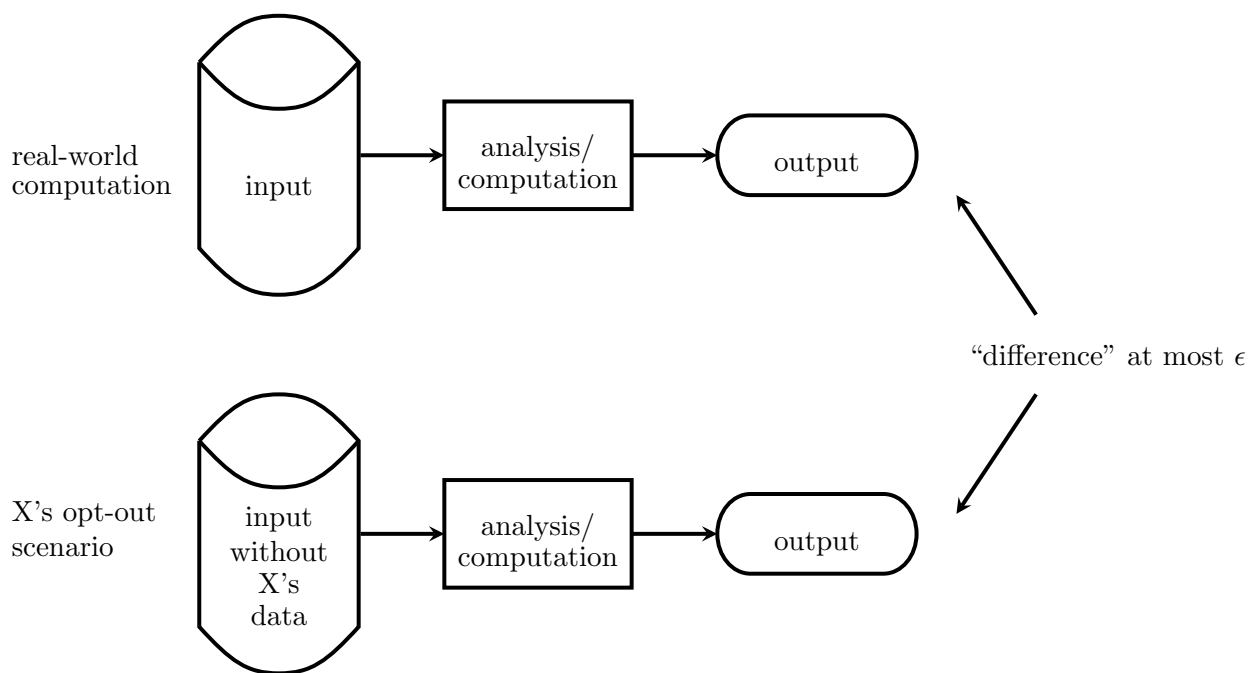 real-world
computation
input
analysis/
computation
output
“difference” at most ϵ
X’s opt-out
scenario
input
without
X’s
data
analysis/
computation
output